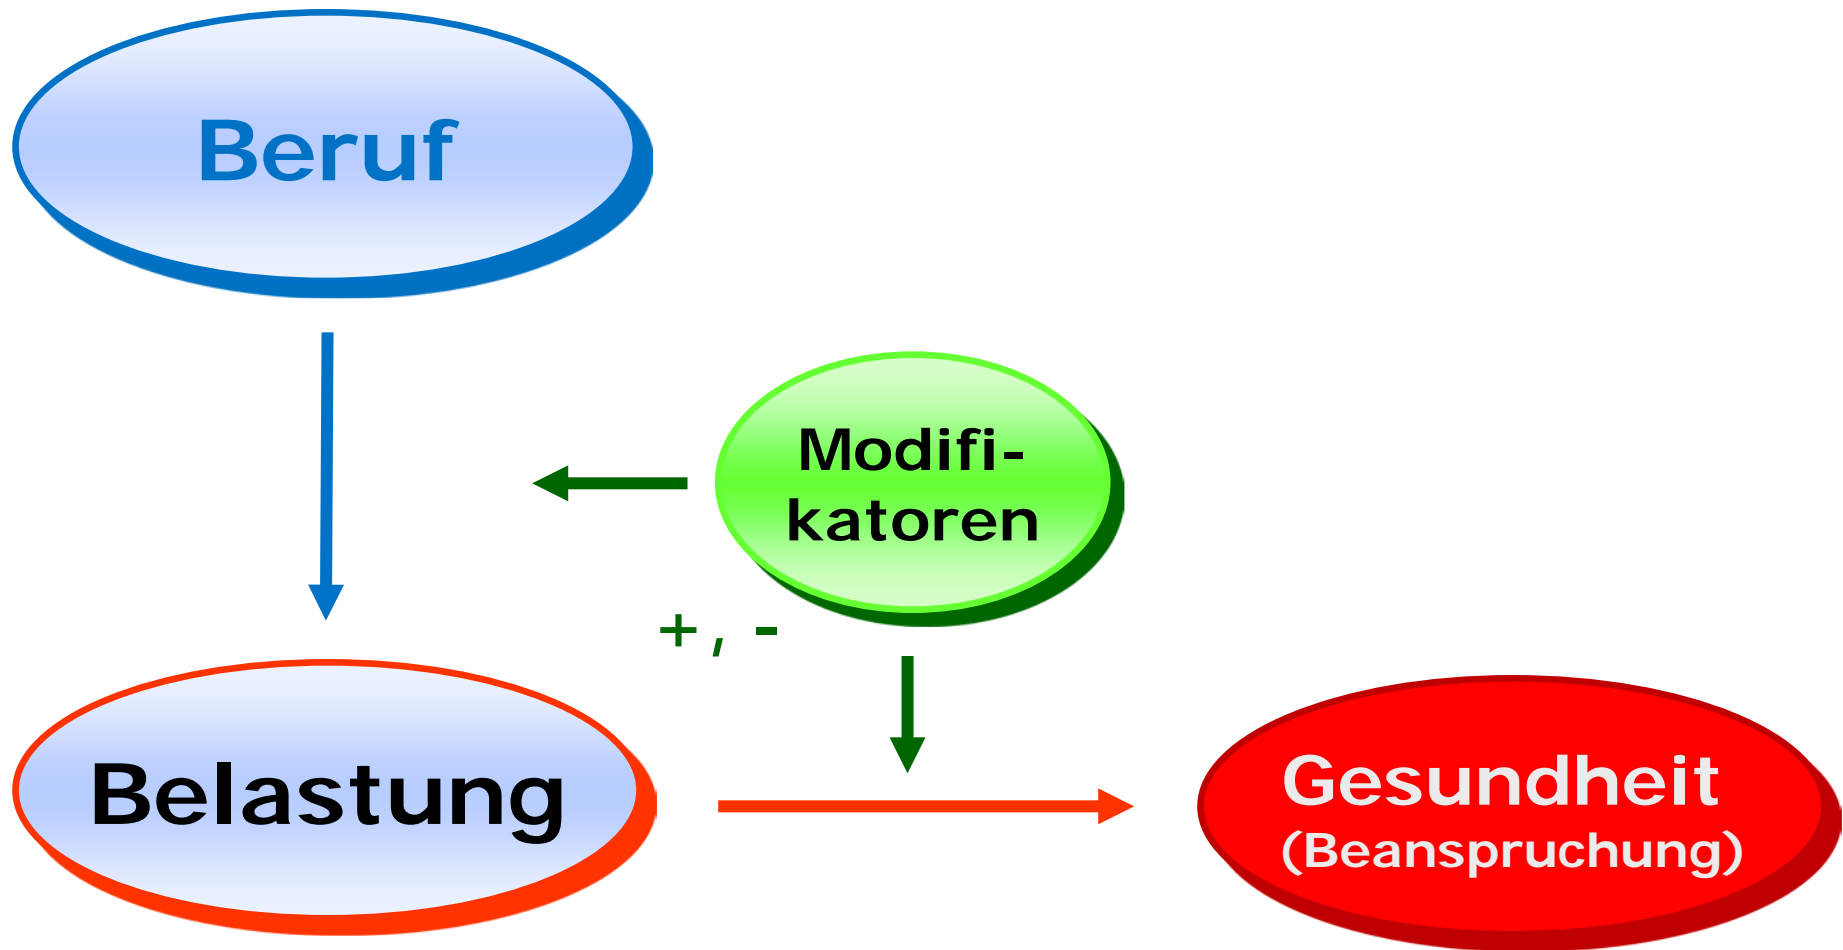 Beruf
Modifi-
katoren
+, -
Belastung
Gesundheit
(Beanspruchung)